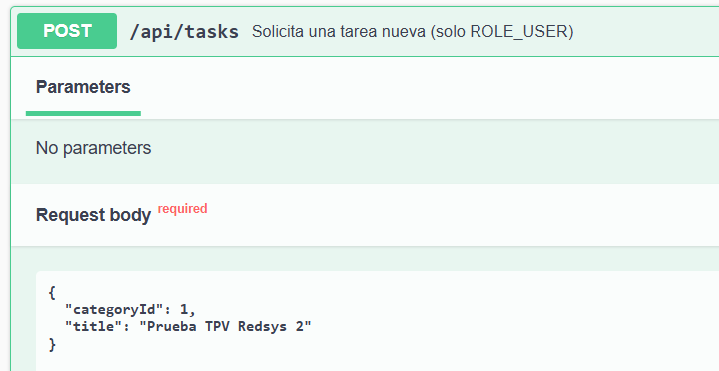 POST /api/tasks Solicita una tarea nueva (solo ROLE_USER)
Parameters
No parameters
Request body required
{
"categoryId": 1,
"title": "Prueba TPV Redsys 2"
}